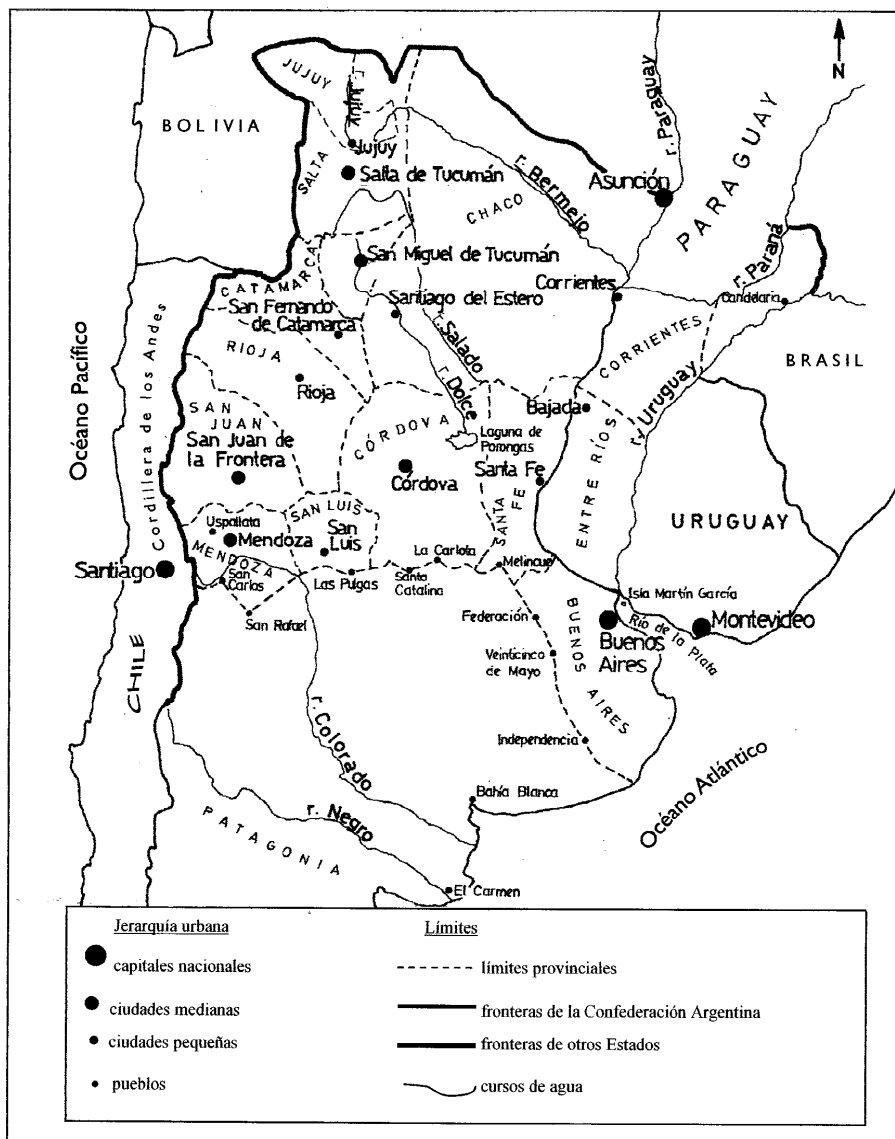 N
JUJUY
r. Jujuy
BOLIVIA
Jujuy
r. Paraguay
PARAGUAY
SALTA
Salta de Tucumán
r. Bermejo
Asunción
CHACO
CATAMARCA
San Miguel de Tucumán
r. Paraná
Corrientes
Candelaria
Santiago del Estero
San Fernando
de Catamarca
r. Salado
CORRIENTES
BRASIL
RIOJA
Océano Pacífico
Cordillera de los Andes
Rioja
r. Dolce
r. Uruguay
Bajada
SAN
JUAN
San Juan de
la Frontera
CÓRDOVA
Laguna de
Porongas
Córdova
Santa Fe
SANTA
FE
ENTRE RÍOS
URUGUAY
SAN LUIS
Uspallata
Mendoza
San
Luis
MENDOZA
La Carlota
Melincué
Santiago
San
Carlos
Las Pulgas
Santa
Catalina
San Rafael
Isla Martín García
Federación
BUENOS
AIRES
Buenos
Aires
Río de la Plata
Montevideo
Veinticinco
de Mayo
CHILE
r. Colorado
Independencia
Océano Atlántico
Bahía Blanca
r. Negro
PATAGONIA
El Carmen
Jerarquía urbana
Límites
capitales nacionales
límites provinciales
ciudades medianas
fronteras de la Confederación Argentina
ciudades pequeñas
fronteras de otros Estados
pueblos
cursos de agua